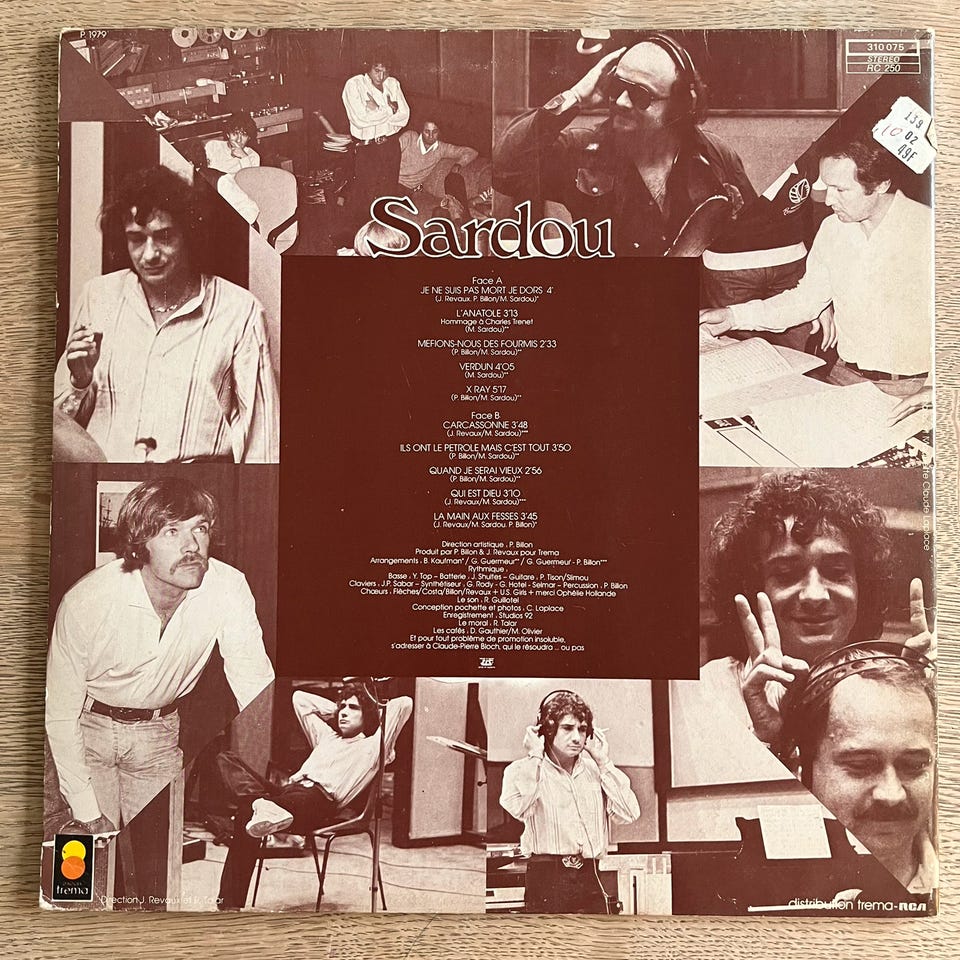 P 1979
310 075
STEREO
RC 250
139
10 02
49F
Sardou
Face A
JE NE SUIS PAS MORT JE DORS 4'
(J. Revaux. P. Billon/M. Sardou)*
L'ANATOLE 3'13
Hommage à Charles Trenet
(M. Sardou)**
MEFIONS-NOUS DES FOURMIS 2'33
(P. Billon/M. Sardou)**
VERDUN 4'05
(M. Sardou)**
X RAY 5'17
(P. Billon/M. Sardou)**
Face B
CARCASSONNE 3'48
(J. Revaux/M. Sardou)***
ILS ONT LE PETROLE MAIS C'EST TOUT 3'50
(P. Billon/M. Sardou)**
QUAND JE SERAI VIEUX 2'56
(P. Billon/M. Sardou)**
QUI EST DIEU 3'10
(J. Revaux/M. Sardou)***
LA MAIN AUX FESSES 3'45
(J. Revaux/M. Sardou. P. Billon)*
Direction artistique : P. Billon
Produit par P. Billon & J. Revaux pour Trema
Arrangements : B. Kaufman* / G. Guermeur** / G. Guermeur - P. Billon***
Rythmique :
Basse : Y. Top – Batterie : J. Shultes – Guitare : P. Tison/Slimou
Claviers : J.P. Sabar – Synthétiseur : G. Rody - G. Hotel - Selmar – Percussion : P. Billon
Chœurs : Flèches/Costa/Billon/Revaux + U.S. Girls + merci Ophélie Hollande
Le son : R. Guillotel
Conception pochette et photos : C. Laplace
Enregistrement : Studios 92
Le moral : R. Talar
Les cafés : D. Gauthier/M. Olivier
Et pour tout problème de promotion insoluble,
s'adresser à Claude-Pierre Bloch, qui le résoudra ... ou pas
Claude Laplace
disques
trema
Direction J. Revaux et R. Talar
distribution trema-RCA